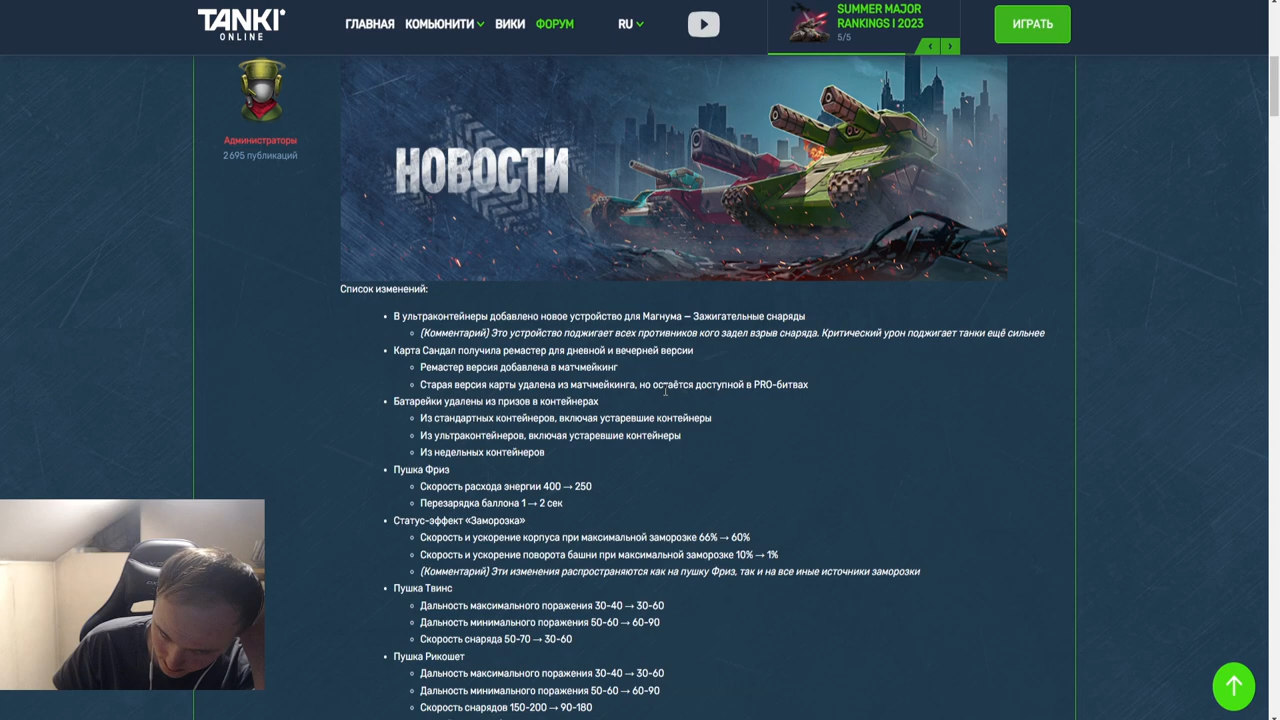 TANKI
ONLINE
ГЛАВНАЯ
КОМЬЮНИТИ
ВИКИ
ФОРУМ
RU
SUMMER MAJOR
RANKINGS I 2023
5/5
ИГРАТЬ
Администраторы
2 695 публикаций
НОВОСТИ
Список изменений:
В ультраконтейнеры добавлено новое устройство для Магнума — Зажигательные снаряды
(Комментарий) Это устройство поджигает всех противников кого задел взрыв снаряда. Критический урон поджигает танки ещё сильнее
Карта Сандал получила ремастер для дневной и вечерней версии
Ремастер версия добавлена в матчмейкинг
Старая версия карты удалена из матчмейкинга, но остаётся доступной в PRO-битвах
Батарейки удалены из призов в контейнерах
Из стандартных контейнеров, включая устаревшие контейнеры
Из ультраконтейнеров, включая устаревшие контейнеры
Из недельных контейнеров
Пушка Фриз
Скорость расхода энергии 400 → 250
Перезарядка баллона 1 → 2 сек
Статус-эффект «Заморозка»
Скорость и ускорение корпуса при максимальной заморозке 66% → 60%
Скорость и ускорение поворота башни при максимальной заморозке 10% → 1%
(Комментарий) Эти изменения распространяются как на пушку Фриз, так и на все иные источники заморозки
Пушка Твинс
Дальность максимального поражения 30-40 → 30-60
Дальность минимального поражения 50-60 → 60-90
Скорость снаряда 50-70 → 30-60
Пушка Рикошет
Дальность максимального поражения 30-40 → 30-60
Дальность минимального поражения 50-60 → 60-90
Скорость снарядов 150-200 → 90-180